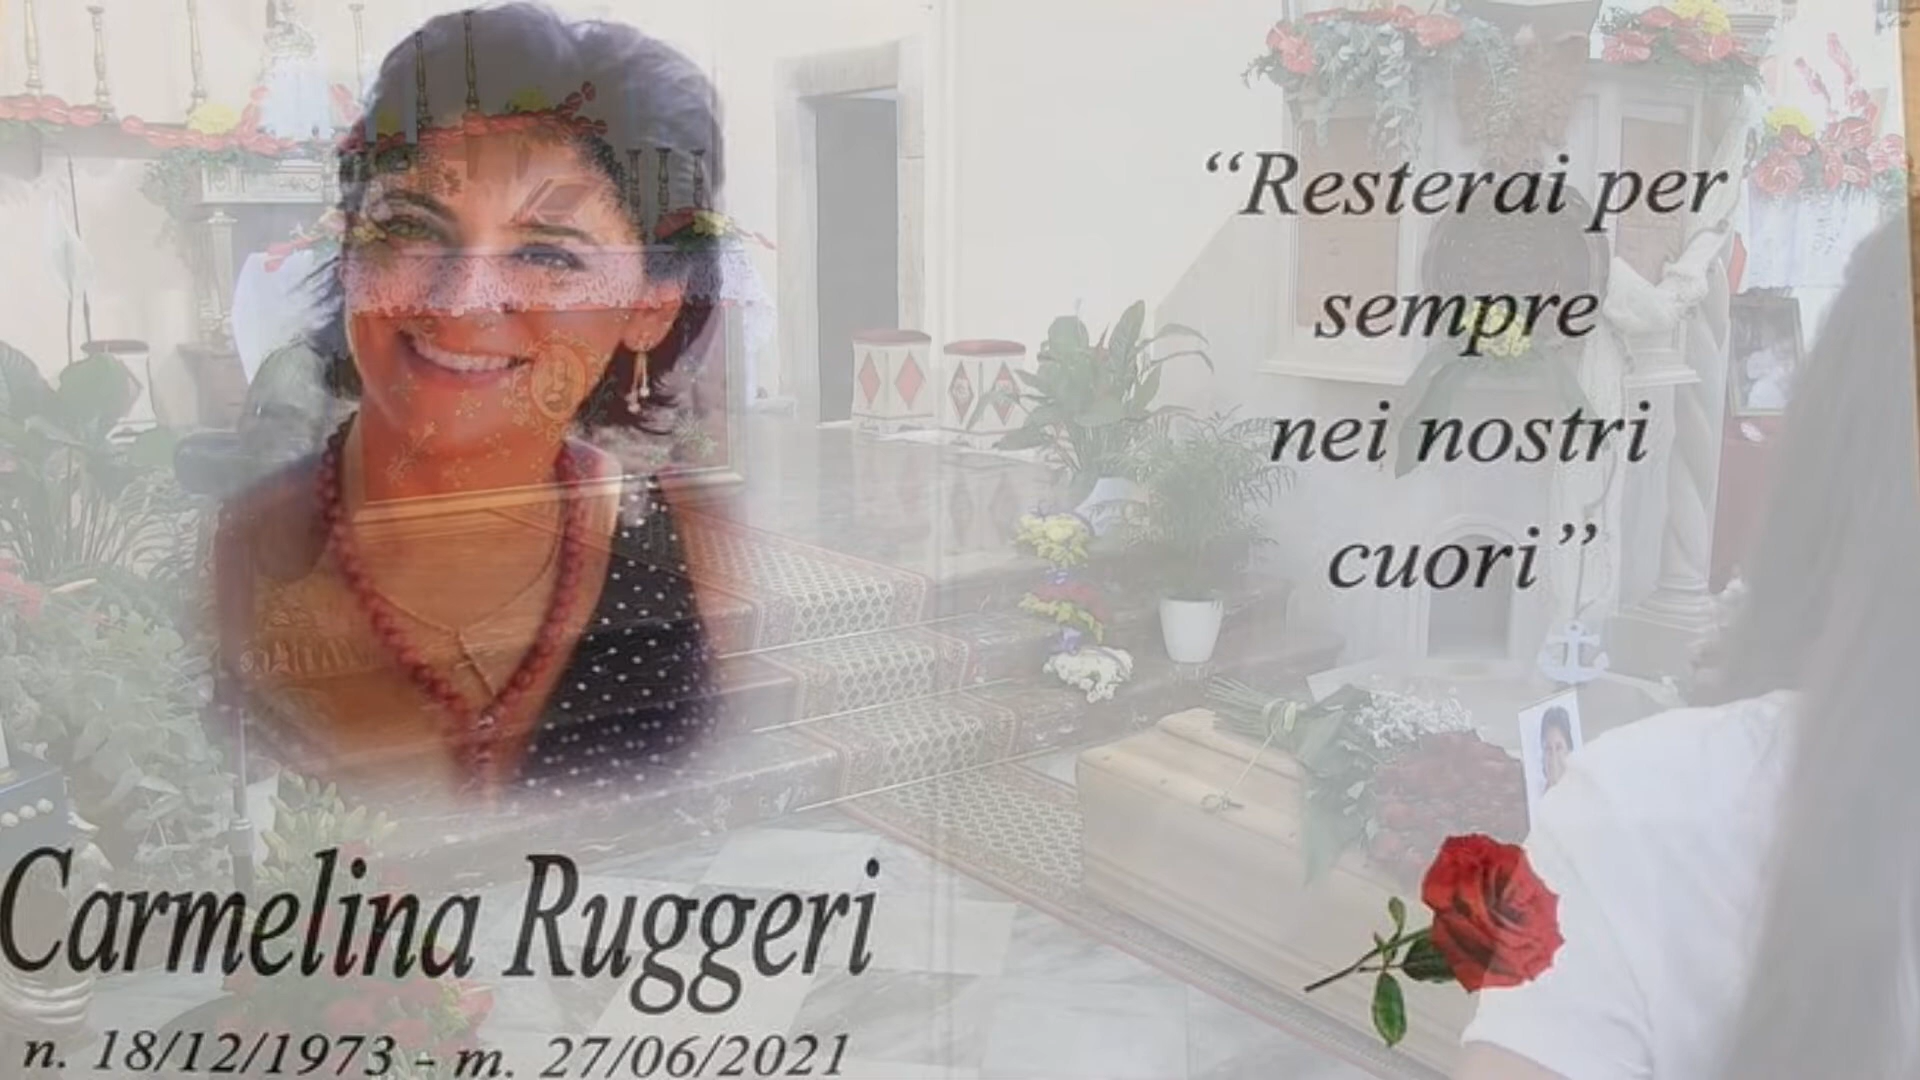 “Resterai per
sempre
nei nostri
cuori”
Carmelina Ruggeri
n. 18/12/1973 - m. 27/06/2021